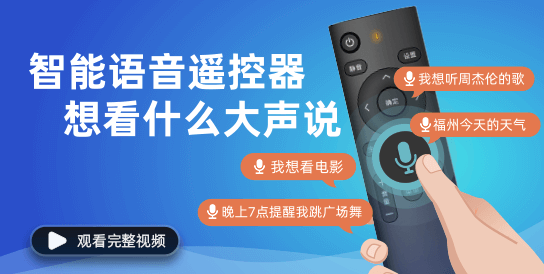 智能语音遥控器
想看什么大声说
静音
设置
确定
我想听周杰伦的歌
福州今天的天气
我想看电影
晚上7点提醒我跳广场舞
观看完整视频